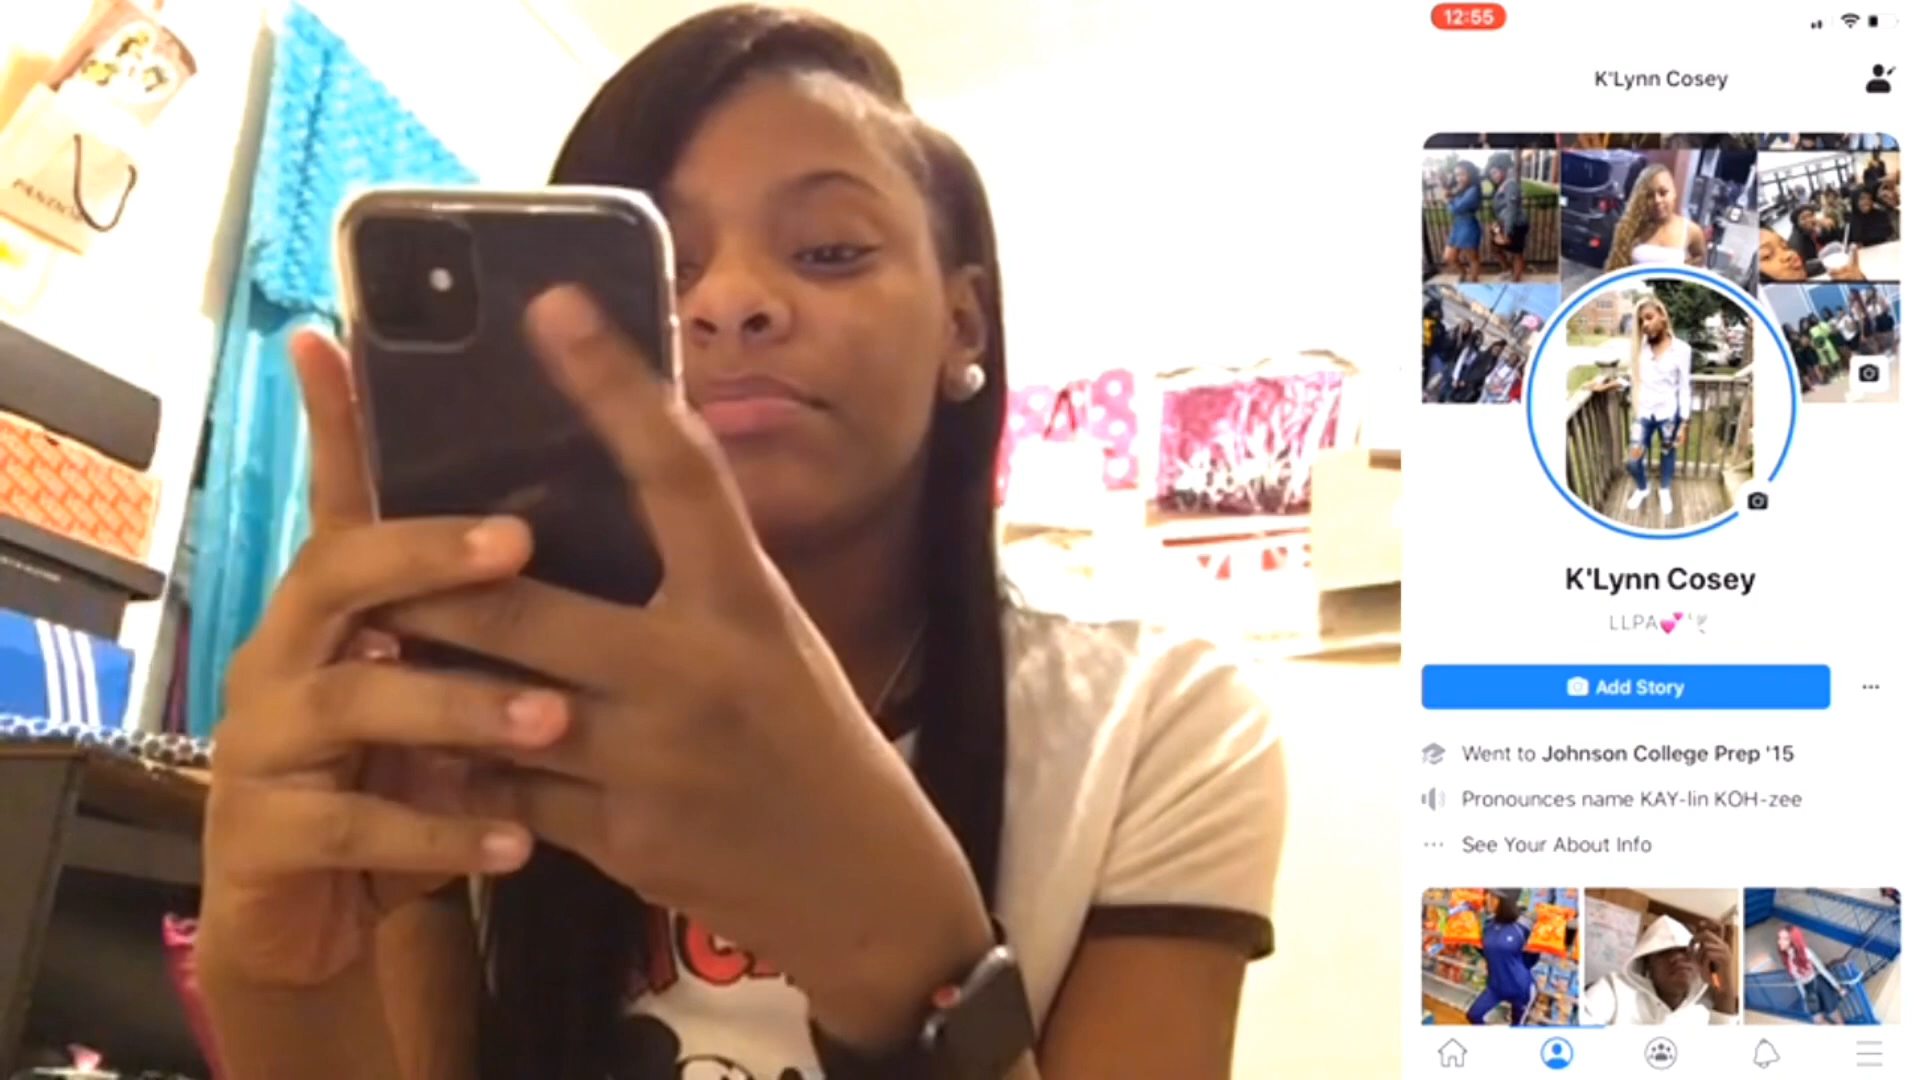 12:55
K'Lynn Cosey
K'Lynn Cosey
LLPA💕
Add Story
Went to Johnson College Prep '15
Pronounces name KAY-lin KOH-zee
See Your About Info